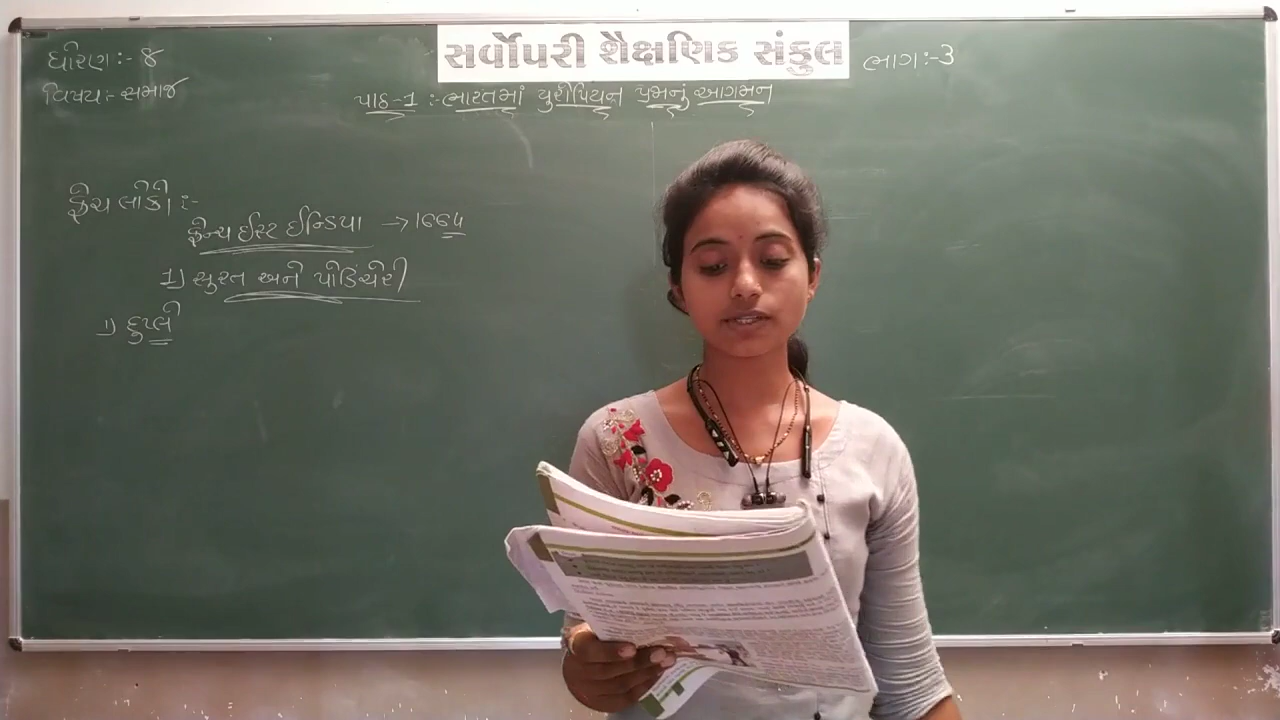 ધોરણ:- ૪
સર્વોપરી શૈક્ષણિક સંકુલ
ભાગ:-3
વિષય:- સમાજ
પાઠ-1 :- ભારતમાં યુરોપિયન પ્રજાનું આગમન
ફ્રેંચ લોકો :-
ફ્રેન્ચ ઈસ્ટ ઈન્ડિયા → 1664
1) સુરત અને પોંડિચેરી
1) ડુપ્લે